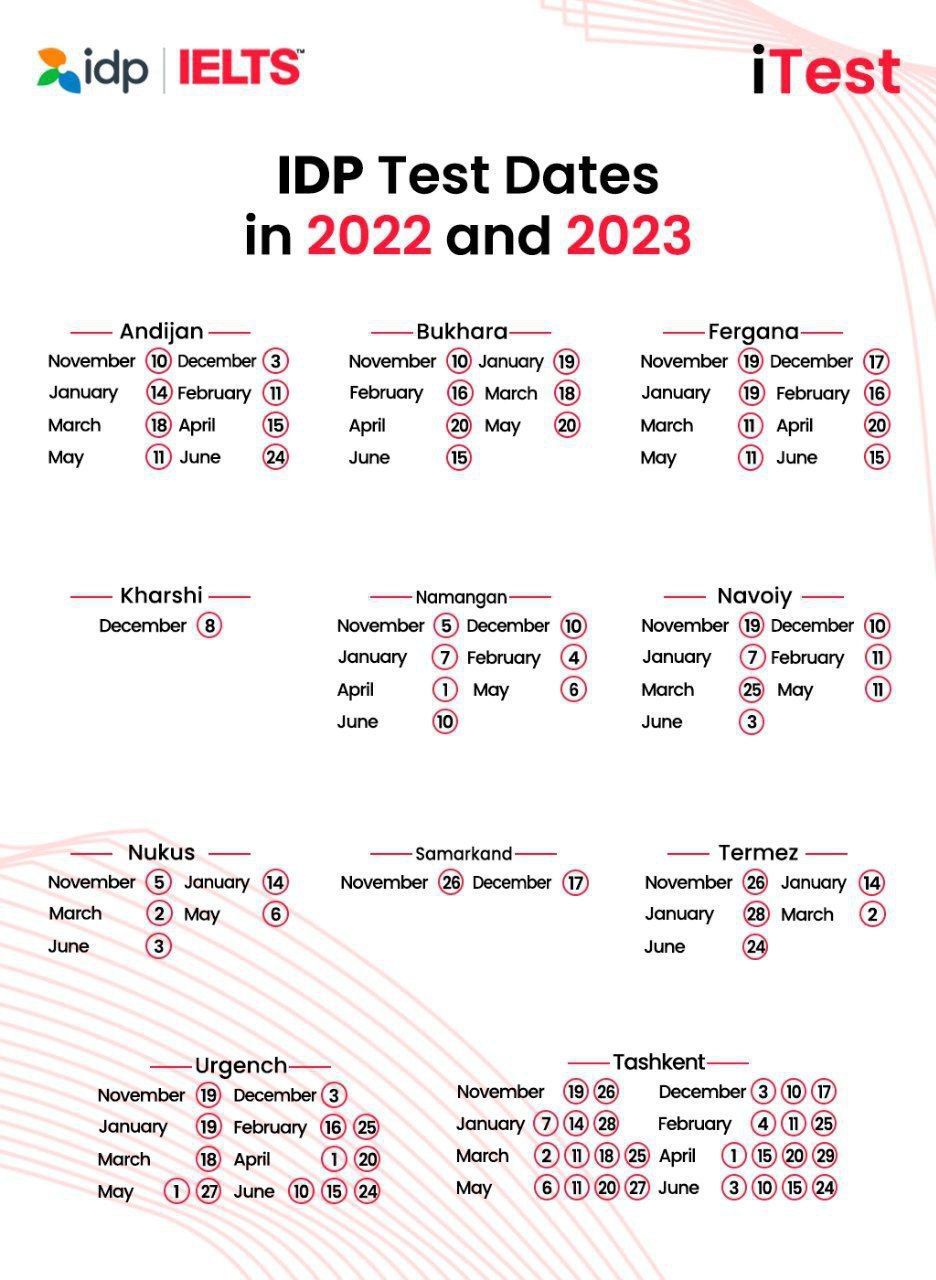 idp IELTS™
iTest
IDP Test Dates
in 2022 and 2023
Andijan
November 10 December 3
January 14 February 11
March 18 April 15
May 11 June 24
Bukhara
November 10 January 19
February 16 March 18
April 20 May 20
June 15
Fergana
November 19 December 17
January 19 February 16
March 11 April 20
May 11 June 15
Kharshi
December 8
Namangan
November 5 December 10
January 7 February 4
April 1 May 6
June 10
Navoiy
November 19 December 10
January 7 February 11
March 25 May 11
June 3
Nukus
November 5 January 14
March 2 May 6
June 3
Samarkand
November 26 December 17
Termez
November 26 January 14
January 28 March 2
June 24
Urgench
November 19 December 3
January 19 February 16 25
March 18 April 1 20
May 1 27 June 10 15 24
Tashkent
November 19 26 December 3 10 17
January 7 14 28 February 4 11 25
March 2 11 18 25 April 1 15 20 29
May 6 11 20 27 June 3 10 15 24